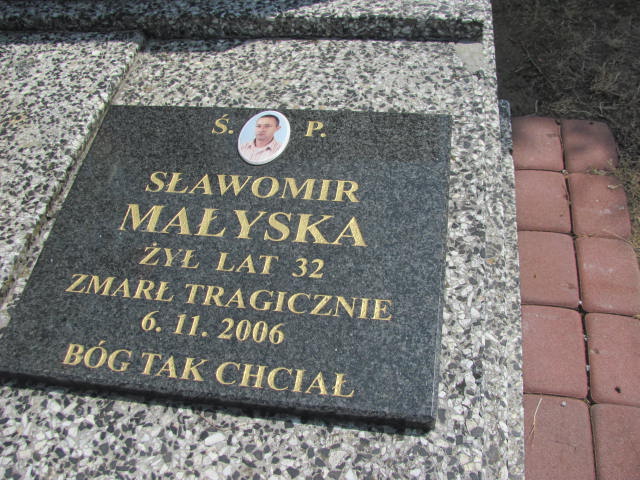 Ś. P.
SŁAWOMIR
MAŁYSKA
ŻYŁ LAT 32
ZMARŁ TRAGICZNIE
6. 11. 2006
BÓG TAK CHCIAŁ